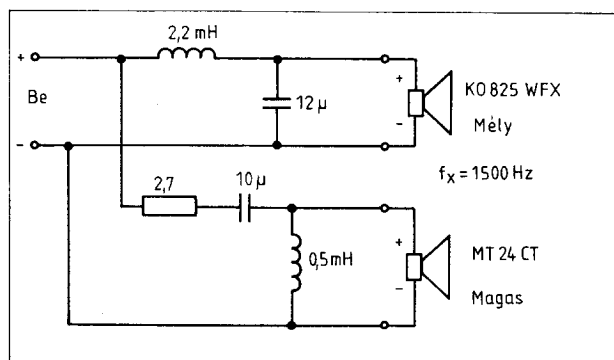 2,2 mH
+
Be
-
12 µ
+
-
KO 825 WFX
Mély
fx = 1500 Hz
2,7
10 µ
0,5mH
+
-
MT 24 CT
Magas